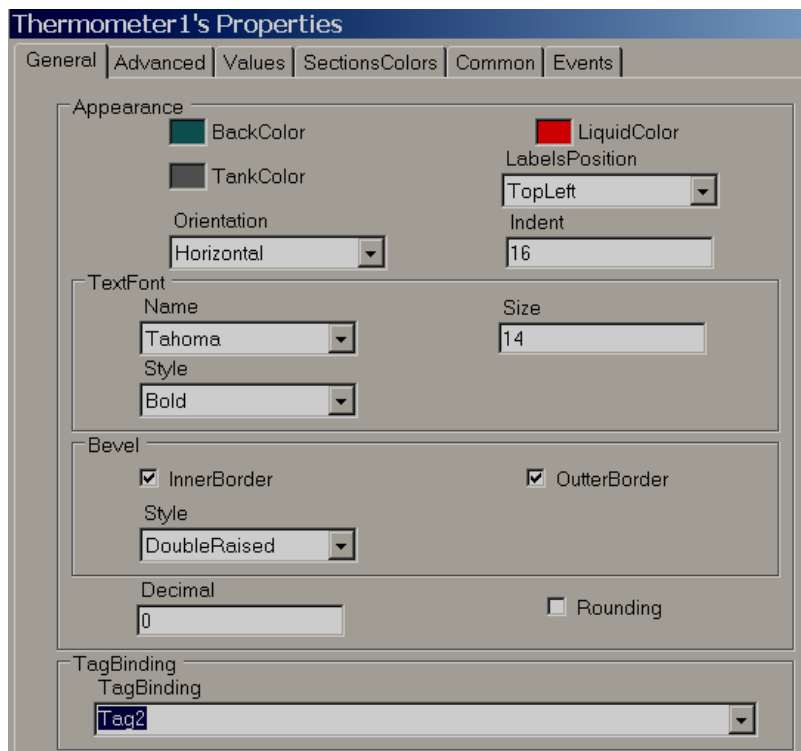 Thermometer1's Properties
General Advanced Values SectionsColors Common Events
Appearance
BackColor LiquidColor
TankColor
LabelsPosition
TopLeft
Orientation Indent
Horizontal 16
TextFont
Name Size
Tahoma 14
Style
Bold
Bevel
InnerBorder OutterBorder
Style
DoubleRaised
Decimal
0 Rounding
TagBinding
TagBinding
Tag2